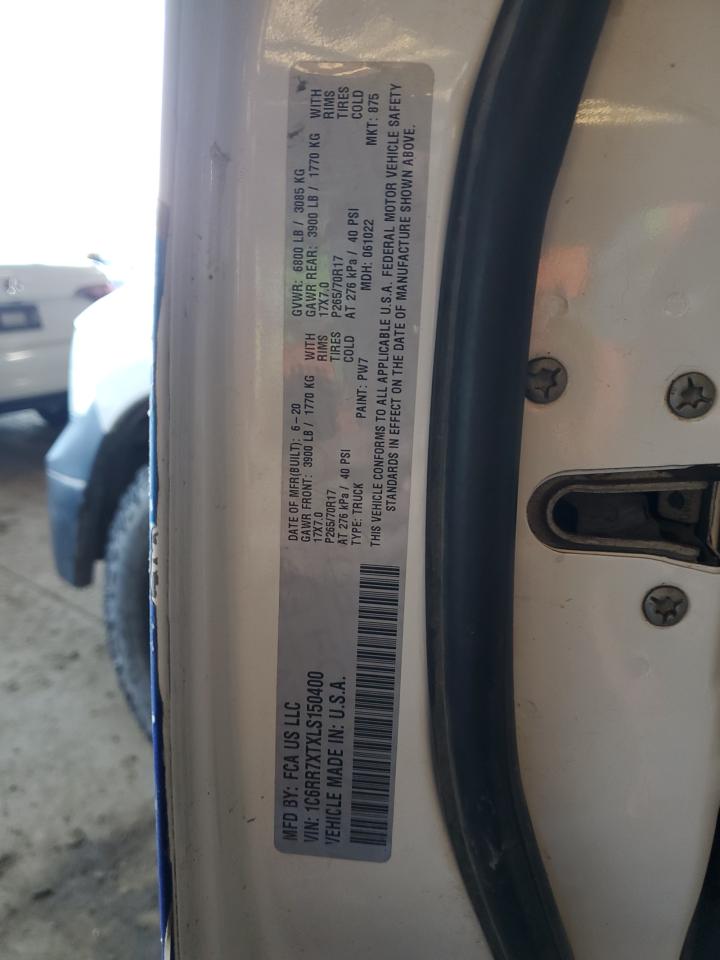 MFD BY: FCA US LLC
VIN: 1C6RR7XTXLS150400
VEHICLE MADE IN: U.S.A.
DATE OF MFR(BUILT): 6-20 GVWR: 6800 LB / 3085 KG
GAWR FRONT: 3900 LB / 1770 KG WITH GAWR REAR: 3900 LB / 1770 KG WITH
17X7.0 RIMS 17X7.0 RIMS
P265/70R17 TIRES P265/70R17 TIRES
AT 276 kPa / 40 PSI COLD AT 276 kPa / 40 PSI COLD
TYPE: TRUCK PAINT: PW7 MDH: 061022 MKT: 875
THIS VEHICLE CONFORMS TO ALL APPLICABLE U.S.A. FEDERAL MOTOR VEHICLE SAFETY
STANDARDS IN EFFECT ON THE DATE OF MANUFACTURE SHOWN ABOVE.